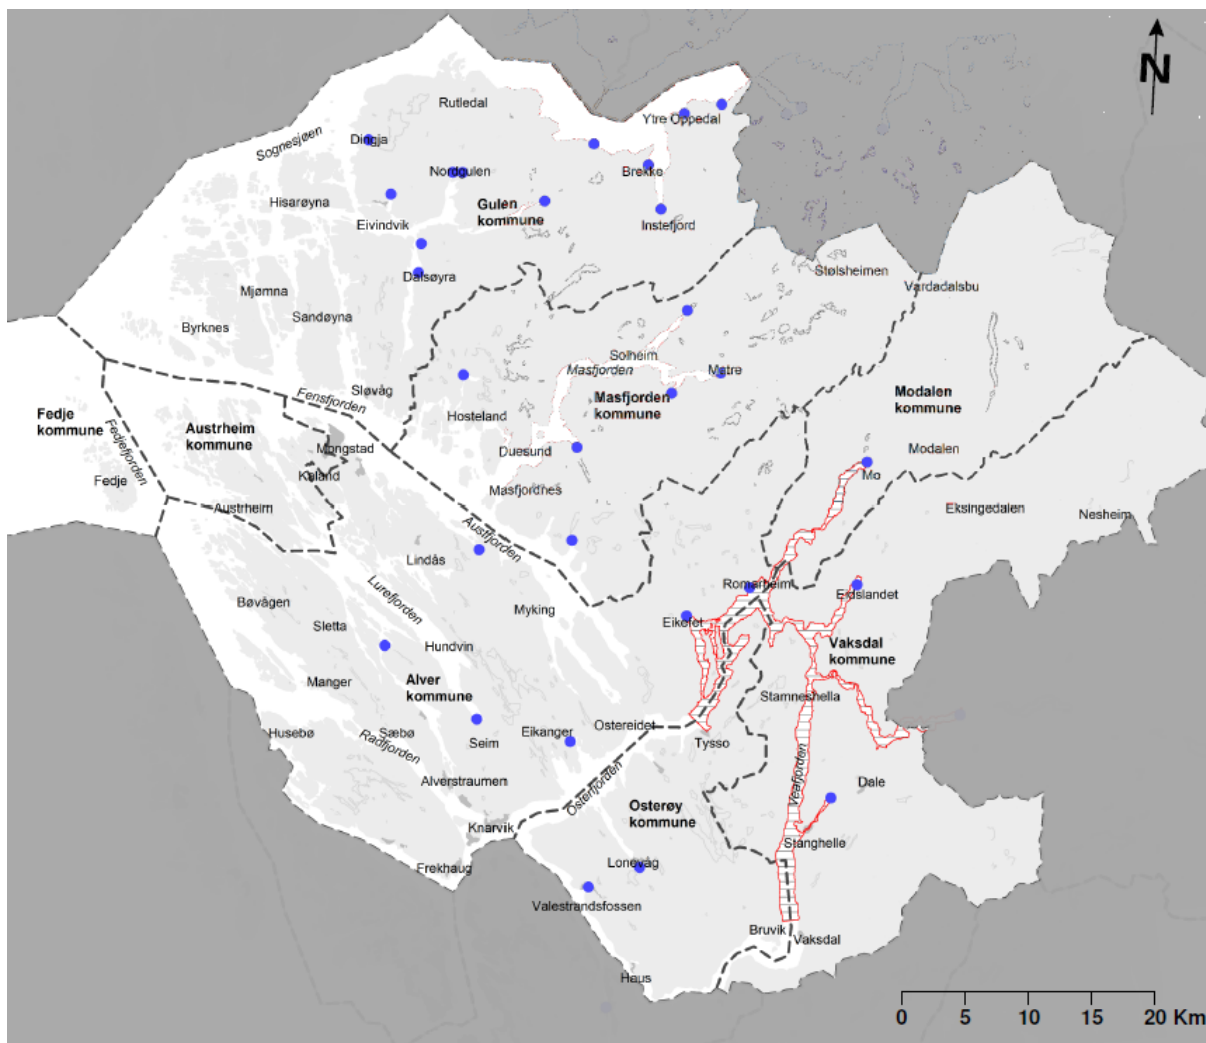 N
Rutledal
Ytre Oppedal
Sognesjøen
Dingja
Nordgulen
Brekke
Hisarøyna
Gulen
kommune
Eivindvik
Instefjord
Dalsøyra
Stølsheimen
Vardadalsbu
Mjømna
Sandøyna
Byrknes
Solheim
Masfjorden
Matre
Sløvåg
Fensfjorden
Masfjorden
kommune
Modalen
kommune
Fedje
kommune
Austrheim
kommune
Hosteland
Fedjefjorden
Mongstad
Duesund
Modalen
Fedje
Kaland
Mo
Masfjordnes
Austrheim
Eksingedalen
Nesheim
Austfjorden
Lindås
Romarheim
Eidslandet
Lurefjorden
Bøvågen
Myking
Sletta
Eikefet
Hundvin
Vaksdal
kommune
Manger
Alver
kommune
Stamneshella
Husebø
Sæbø
Radfjorden
Seim
Eikanger
Ostereidet
Tysso
Veafjorden
Alverstraumen
Osterfjorden
Dale
Osterøy
kommune
Knarvik
Stanghelle
Frekhaug
Lonevåg
Valestrandsfossen
Bruvik
Vaksdal
Haus
0 5 10 15 20 Km